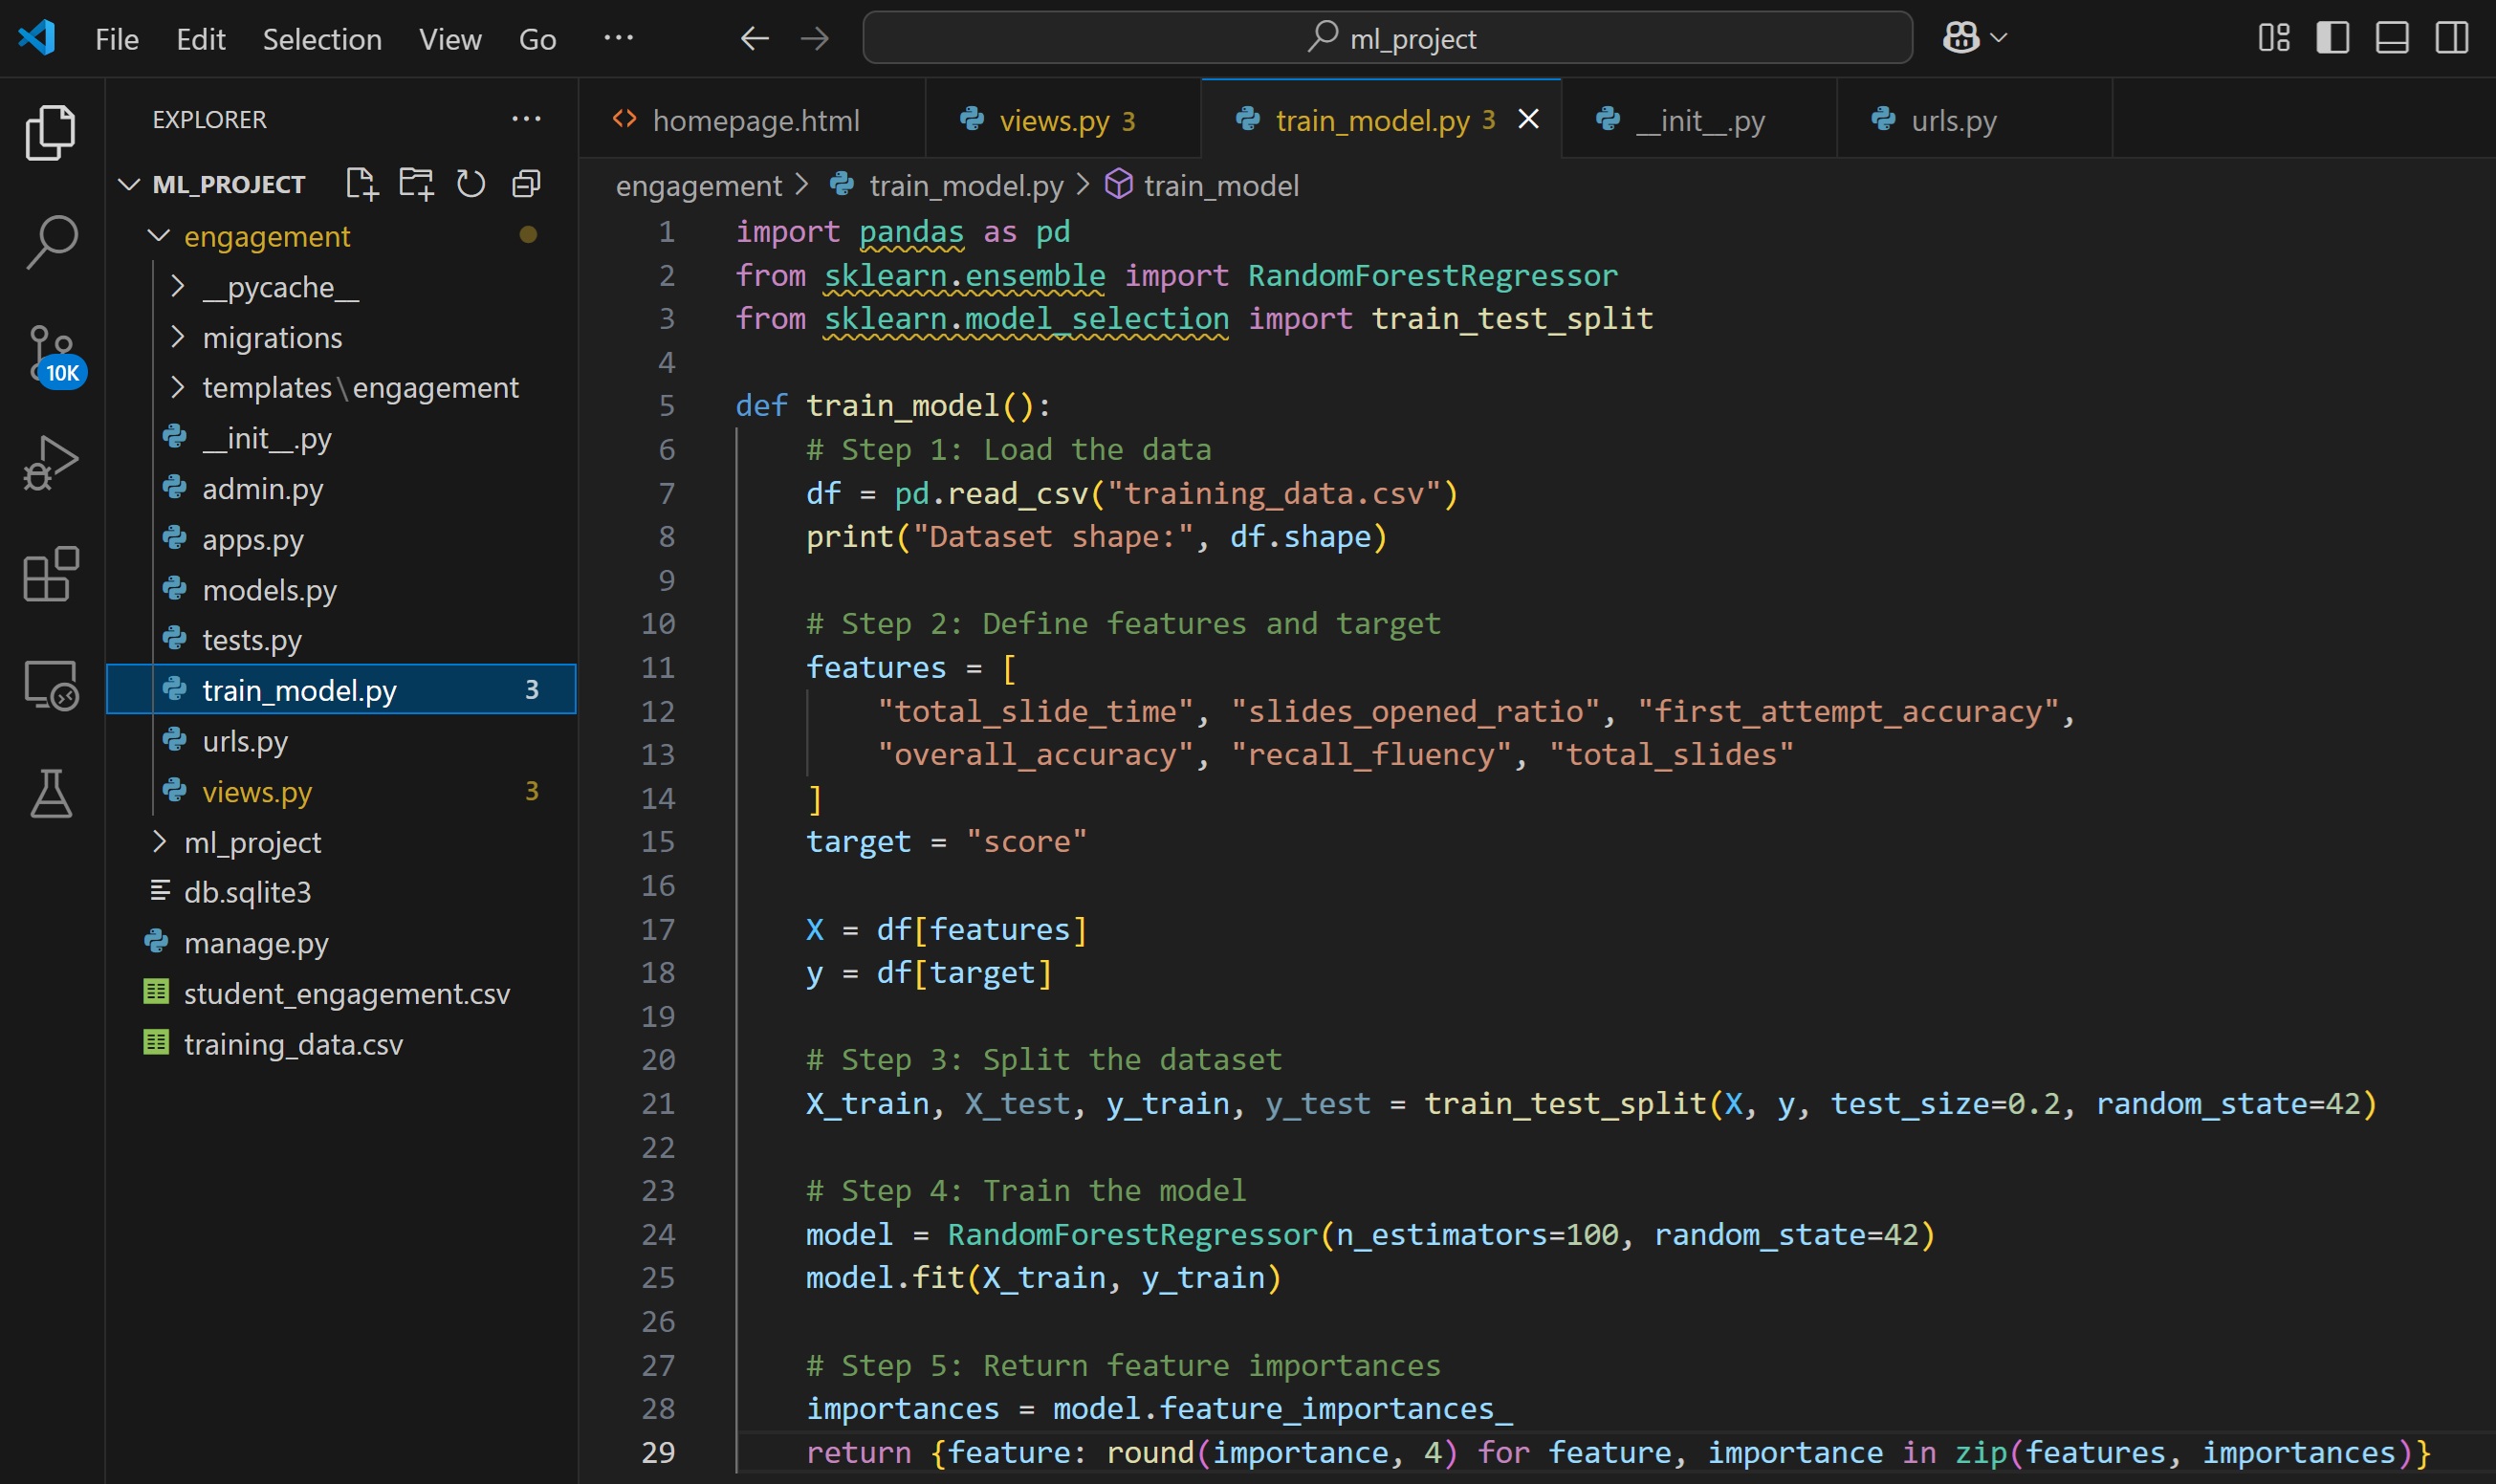 File Edit Selection View Go ... ml_project
EXPLORER ...
ML_PROJECT
engagement
__pycache__
migrations
templates\engagement
__init__.py
admin.py
apps.py
models.py
tests.py
train_model.py 3
urls.py
views.py 3
ml_project
db.sqlite3
manage.py
student_engagement.csv
training_data.csv
10K
homepage.html views.py 3 train_model.py 3 __init__.py urls.py
engagement > train_model.py > train_model
1 import pandas as pd
2 from sklearn.ensemble import RandomForestRegressor
3 from sklearn.model_selection import train_test_split
4
5 def train_model():
6     # Step 1: Load the data
7     df = pd.read_csv("training_data.csv")
8     print("Dataset shape:", df.shape)
9
10     # Step 2: Define features and target
11     features = [
12         "total_slide_time", "slides_opened_ratio", "first_attempt_accuracy",
13         "overall_accuracy", "recall_fluency", "total_slides"
14     ]
15     target = "score"
16
17     X = df[features]
18     y = df[target]
19
20     # Step 3: Split the dataset
21     X_train, X_test, y_train, y_test = train_test_split(X, y, test_size=0.2, random_state=42)
22
23     # Step 4: Train the model
24     model = RandomForestRegressor(n_estimators=100, random_state=42)
25     model.fit(X_train, y_train)
26
27     # Step 5: Return feature importances
28     importances = model.feature_importances_
29     return {feature: round(importance, 4) for feature, importance in zip(features, importances)}